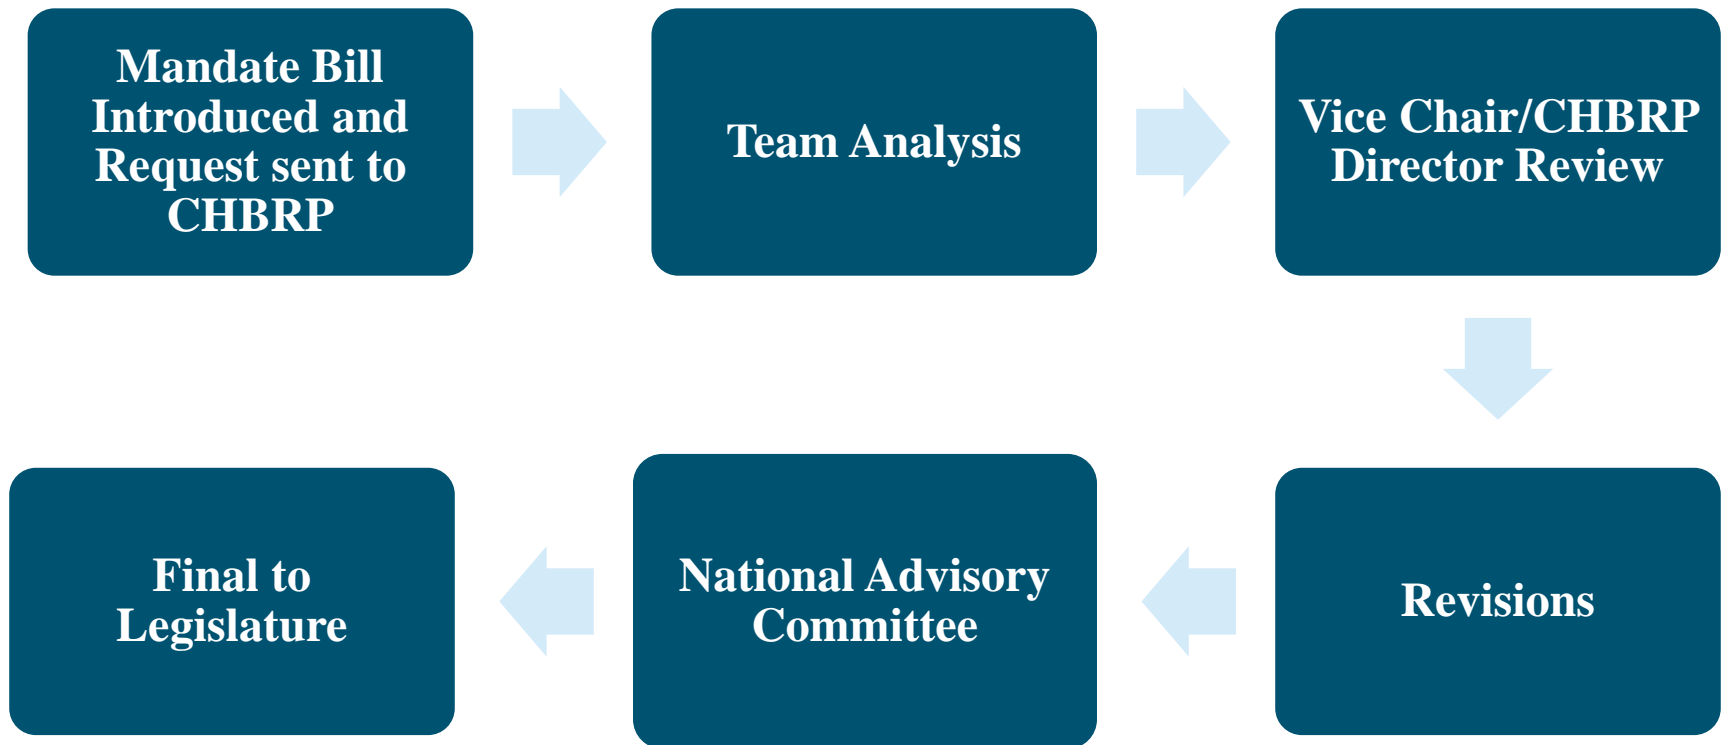 Mandate Bill
Introduced and
Request sent to
CHBRP
Team Analysis
Vice Chair/CHBRP
Director Review
Revisions
National Advisory
Committee
Final to
Legislature